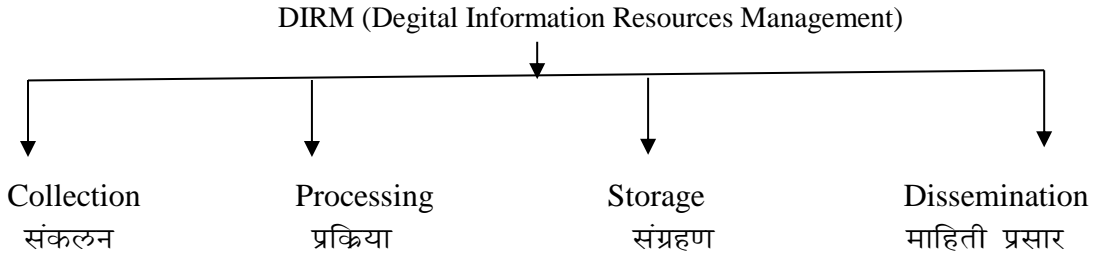 DIRM (Degital Information Resources Management)
Collection Processing Storage Dissemination
संकलन प्रक्रिया संग्रहण माहिती प्रसार